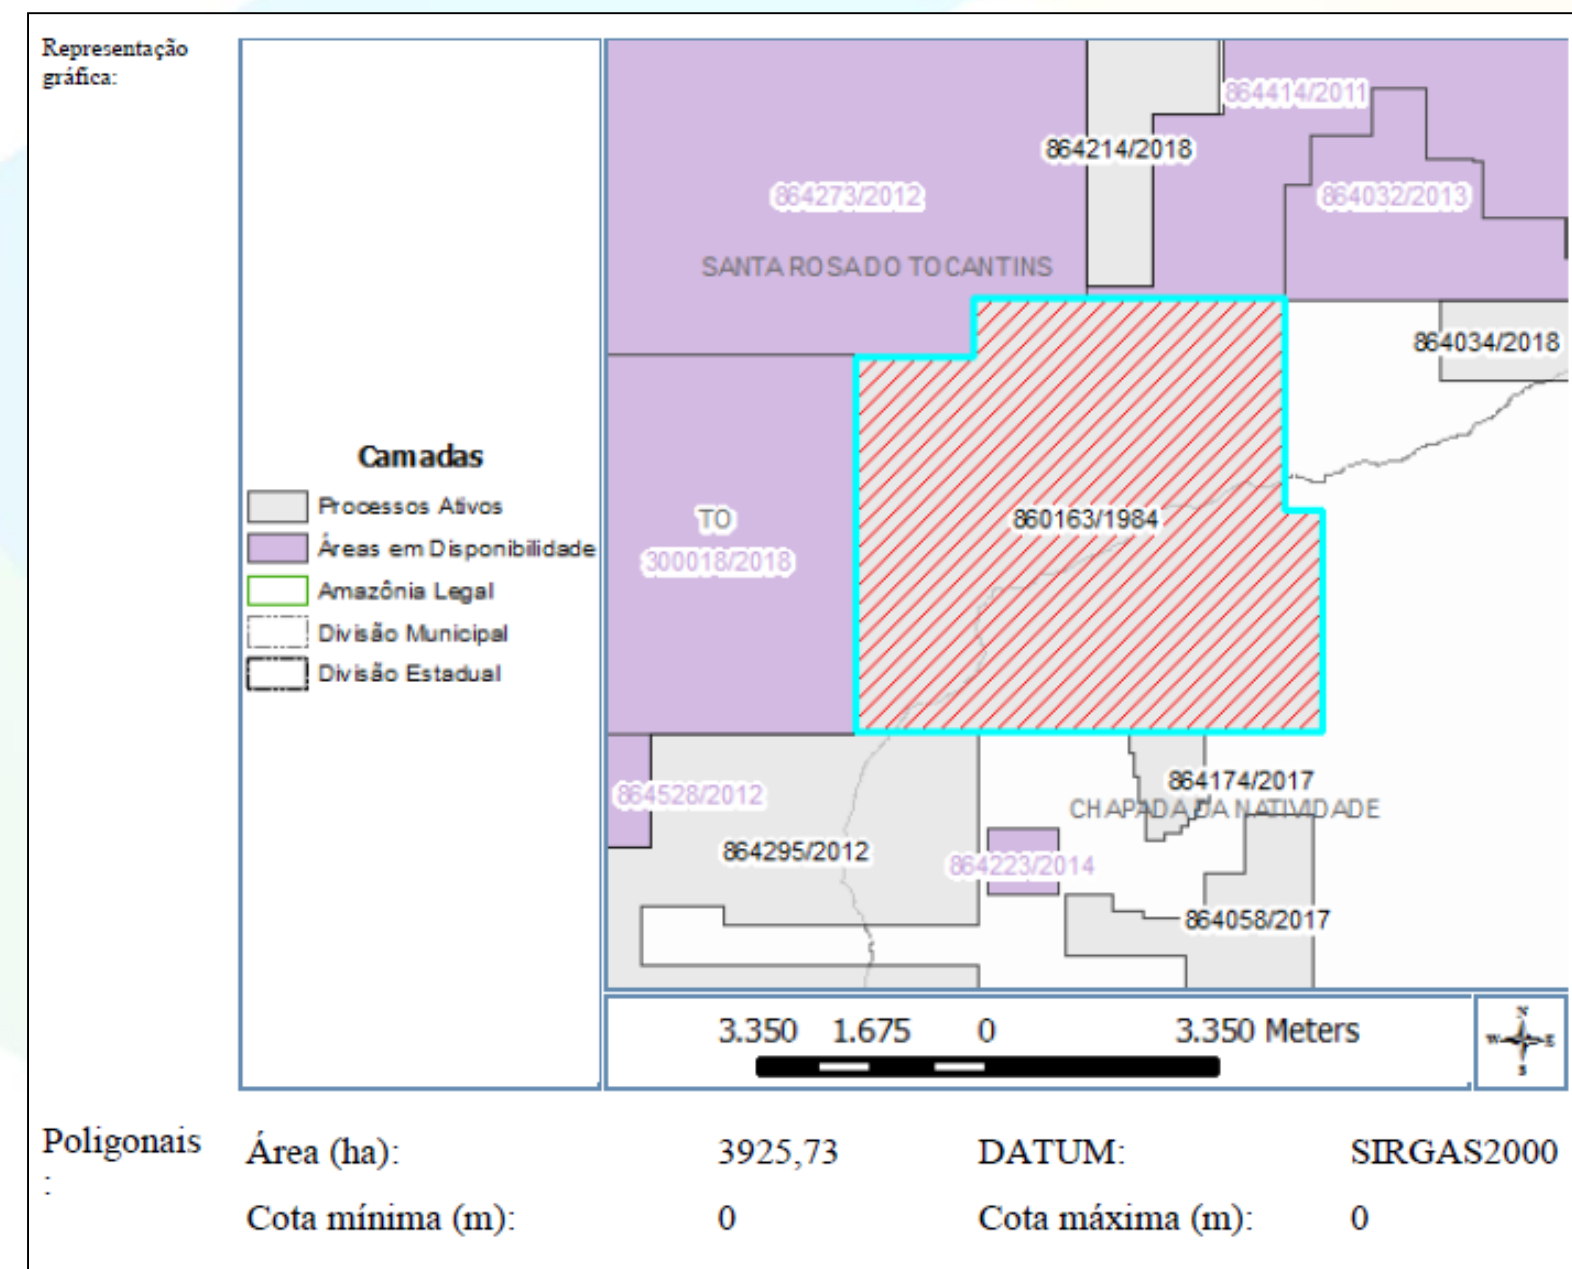 Representação
gráfica:
864414/2011
864214/2018
864273/2012
864032/2013
SANTA ROSA DO TOCANTINS
864034/2018
Camadas
Processos Ativos
Áreas em Disponibilidade
Amazônia Legal
Divisão Municipal
Divisão Estadual
TO
300018/2018
860163/1984
864528/2012
864174/2017
CHAPADA DA NATIVIDADE
864295/2012
864223/2014
864058/2017
3.350 1.675 0 3.350 Meters
N
W E
S
Poligonais
:
Área (ha): 3925,73 DATUM: SIRGAS2000
Cota mínima (m): 0 Cota máxima (m): 0